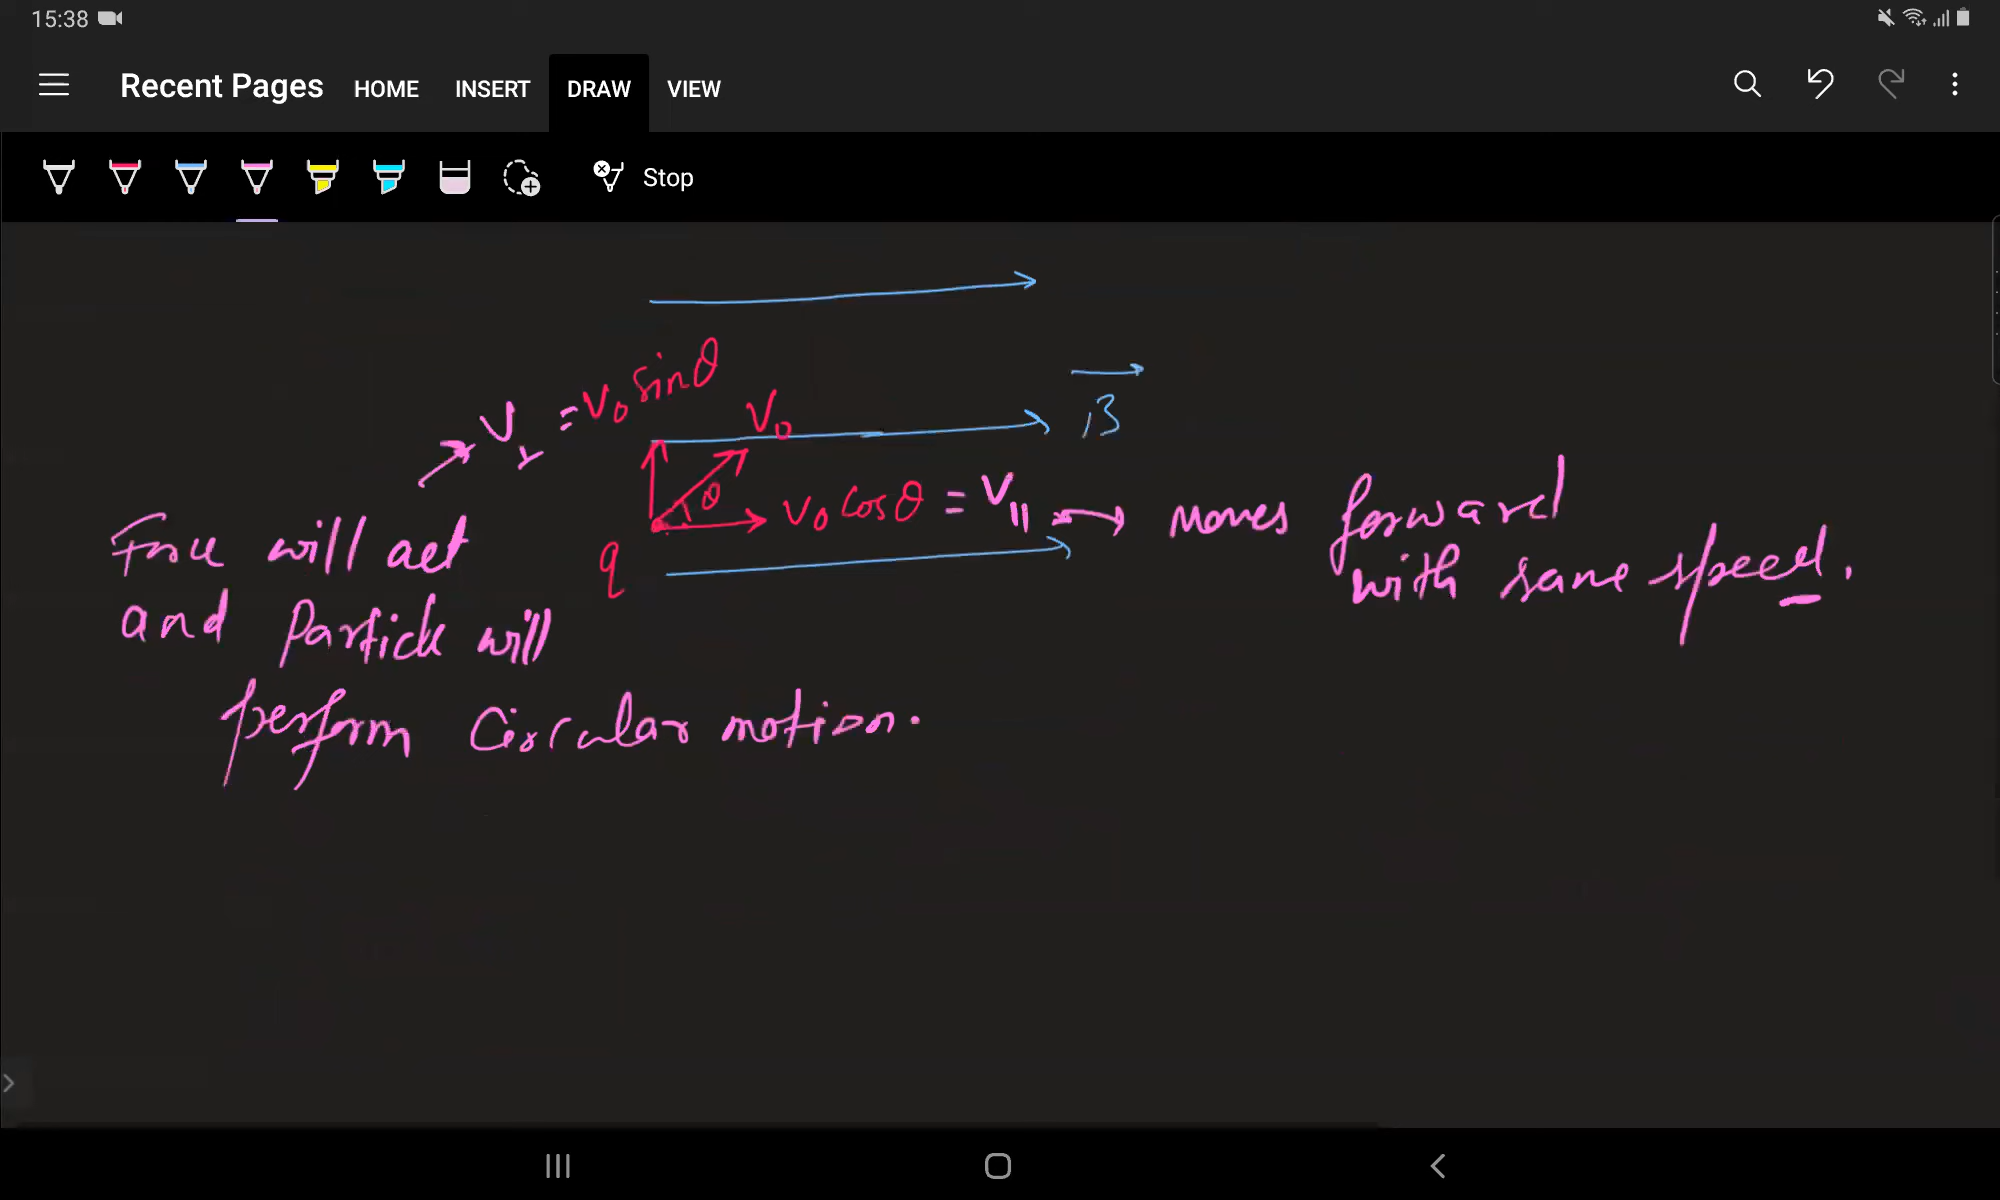 15:38
Recent Pages HOME INSERT DRAW VIEW
Stop
V⊥ = V₀ sinθ
V₀
B
θ
V₀ cosθ = V||
q
Moves forward
with same speed.
Force will act
and Particle will
perform Circular motion.